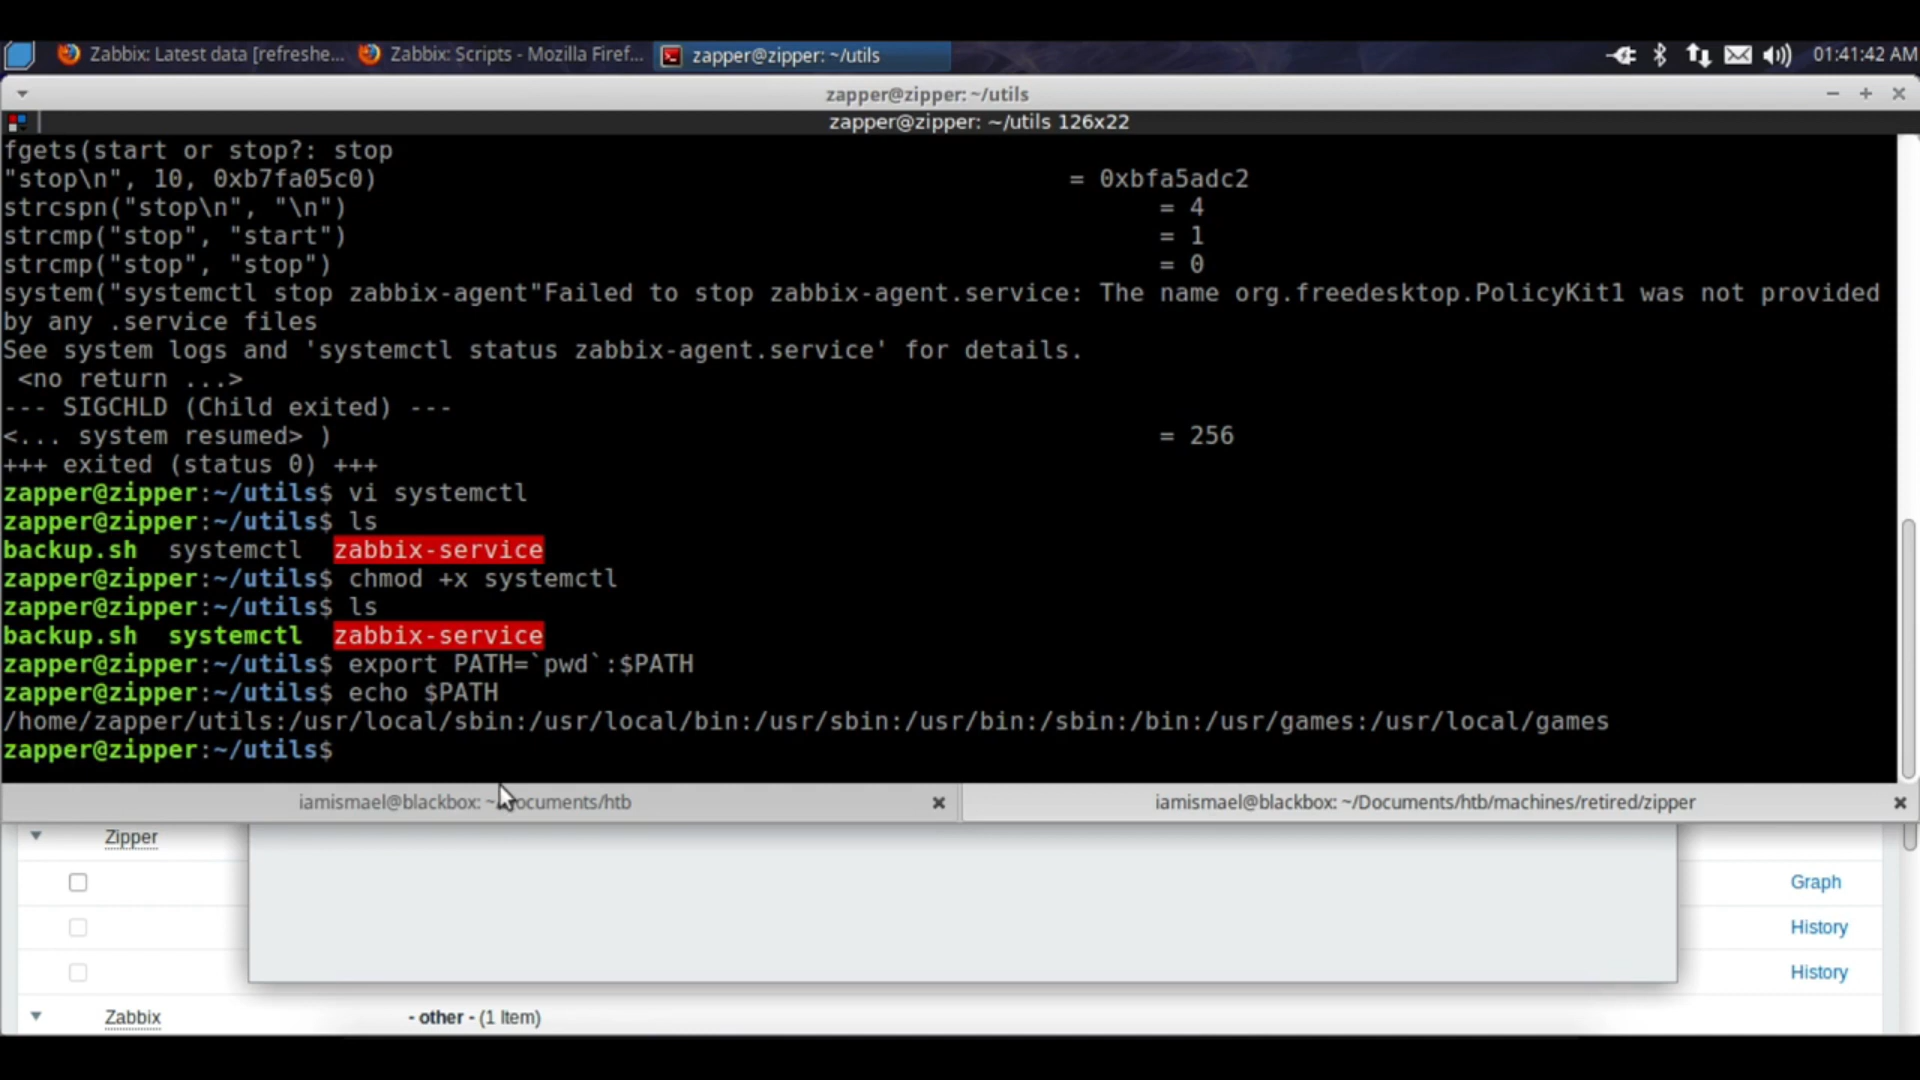 Zabbix: Latest data [refreshe...
Zabbix: Scripts - Mozilla Firef...
zapper@zipper: ~/utils
01:41:42 AM
zapper@zipper: ~/utils
zapper@zipper: ~/utils 126x22
fgets(start or stop?: stop
"stop\n", 10, 0xb7fa05c0) = 0xbfa5adc2
strcspn("stop\n", "\n") = 4
strcmp("stop", "start") = 1
strcmp("stop", "stop") = 0
system("systemctl stop zabbix-agent"Failed to stop zabbix-agent.service: The name org.freedesktop.PolicyKit1 was not provided
by any .service files
See system logs and 'systemctl status zabbix-agent.service' for details.
<no return ...>
--- SIGCHLD (Child exited) ---
<... system resumed> ) = 256
+++ exited (status 0) +++
zapper@zipper:~/utils$ vi systemctl
zapper@zipper:~/utils$ ls
backup.sh systemctl zabbix-service
zapper@zipper:~/utils$ chmod +x systemctl
zapper@zipper:~/utils$ ls
backup.sh systemctl zabbix-service
zapper@zipper:~/utils$ export PATH=`pwd`:$PATH
zapper@zipper:~/utils$ echo $PATH
/home/zapper/utils:/usr/local/sbin:/usr/local/bin:/usr/sbin:/usr/bin:/sbin:/bin:/usr/games:/usr/local/games
zapper@zipper:~/utils$
iamismael@blackbox: ~/Documents/htb
iamismael@blackbox: ~/Documents/htb/machines/retired/zipper
Zipper
Graph
History
History
Zabbix
- other - (1 Item)